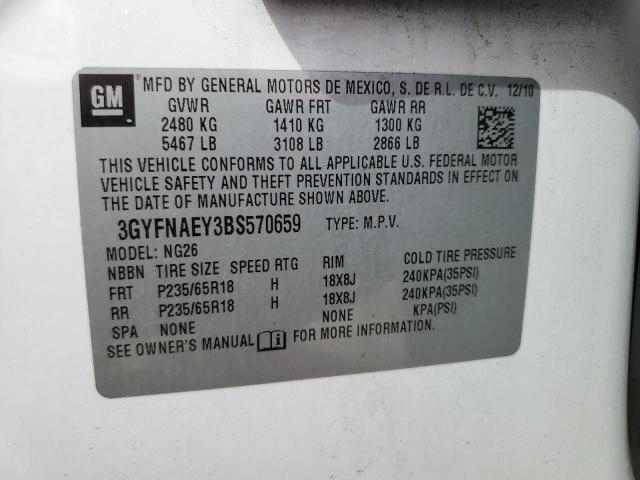 GM
MFD BY GENERAL MOTORS DE MEXICO, S. DE R.L. DE C.V. 12/10
GVWR GAWR FRT GAWR RR
2480 KG 1410 KG 1300 KG
5467 LB 3108 LB 2866 LB
THIS VEHICLE CONFORMS TO ALL APPLICABLE U.S. FEDERAL MOTOR
VEHICLE SAFETY AND THEFT PREVENTION STANDARDS IN EFFECT ON
THE DATE OF MANUFACTURE SHOWN ABOVE.
3GYFNAEY3BS570659 TYPE: M.P.V.
MODEL: NG26
NBBN TIRE SIZE SPEED RTG RIM COLD TIRE PRESSURE
FRT P235/65R18 H 18X8J 240KPA(35PSI)
RR P235/65R18 H 18X8J 240KPA(35PSI)
SPA NONE NONE KPA(PSI)
SEE OWNER'S MANUAL FOR MORE INFORMATION.